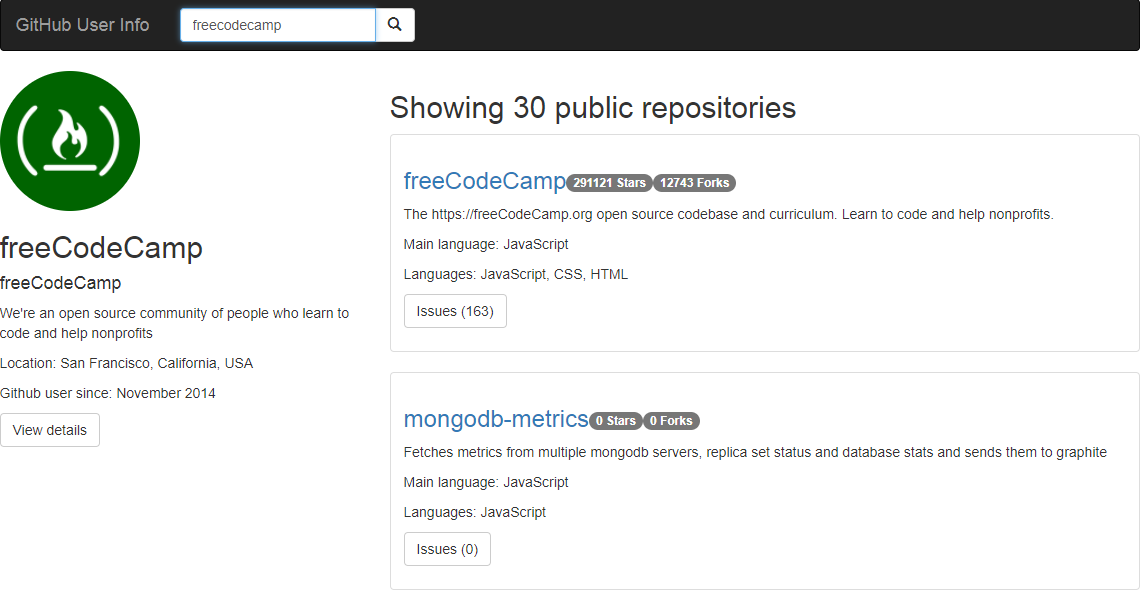 GitHub User Info
freecodecamp
freeCodeCamp
freeCodeCamp
We're an open source community of people who learn to
code and help nonprofits
Location: San Francisco, California, USA
Github user since: November 2014
View details
Showing 30 public repositories
freeCodeCamp 291121 Stars 12743 Forks
The https://freeCodeCamp.org open source codebase and curriculum. Learn to code and help nonprofits.
Main language: JavaScript
Languages: JavaScript, CSS, HTML
Issues (163)
mongodb-metrics 0 Stars 0 Forks
Fetches metrics from multiple mongodb servers, replica set status and database stats and sends them to graphite
Main language: JavaScript
Languages: JavaScript
Issues (0)